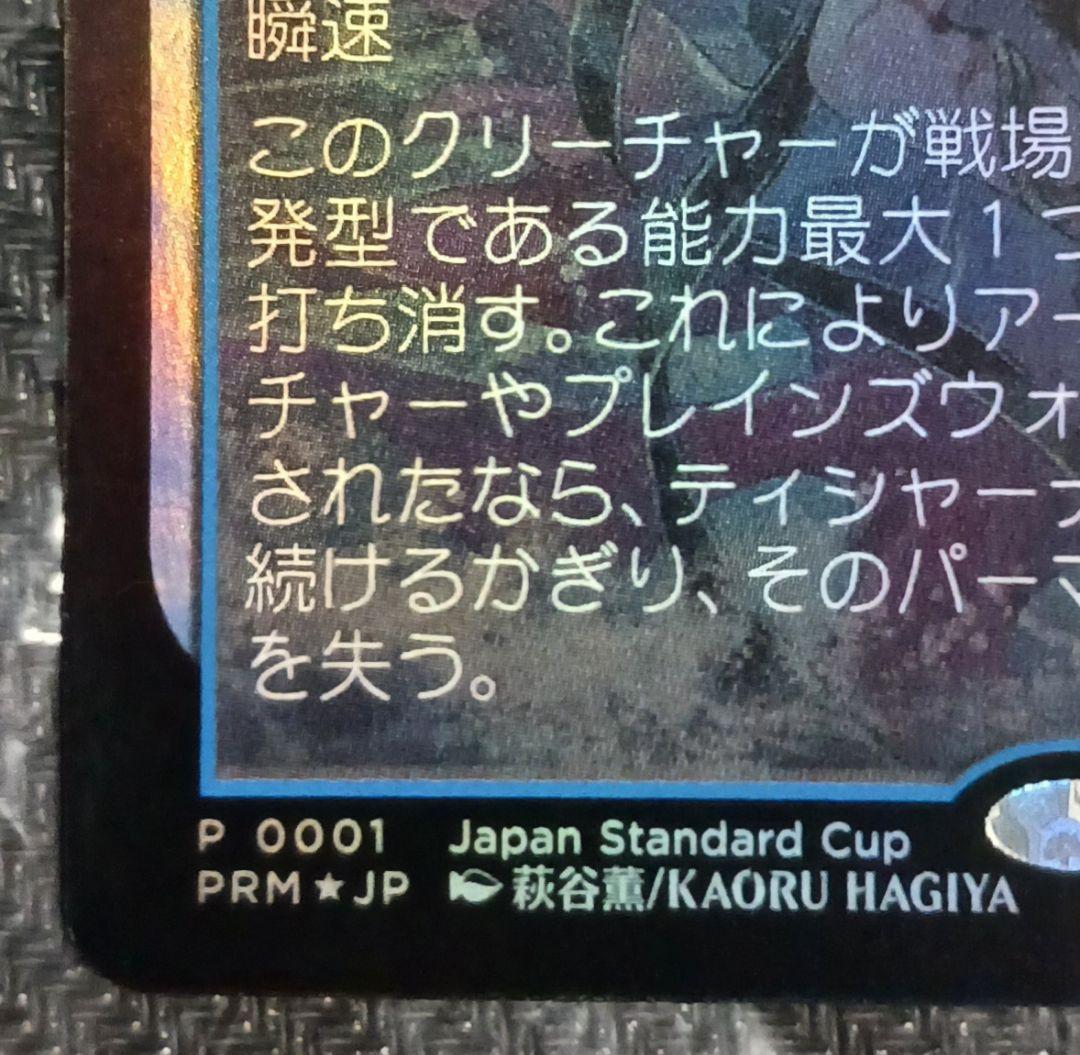 瞬速
このクリーチャーが戦場
発型である能力最大１つ
打ち消す。これによりアー
チャーやプレインズウォ
されたなら、ティシャーナ
続けるかぎり、そのパーマ
を失う。
P 0001 Japan Standard Cup
PRM★JP 萩谷薫/KAORU HAGIYA